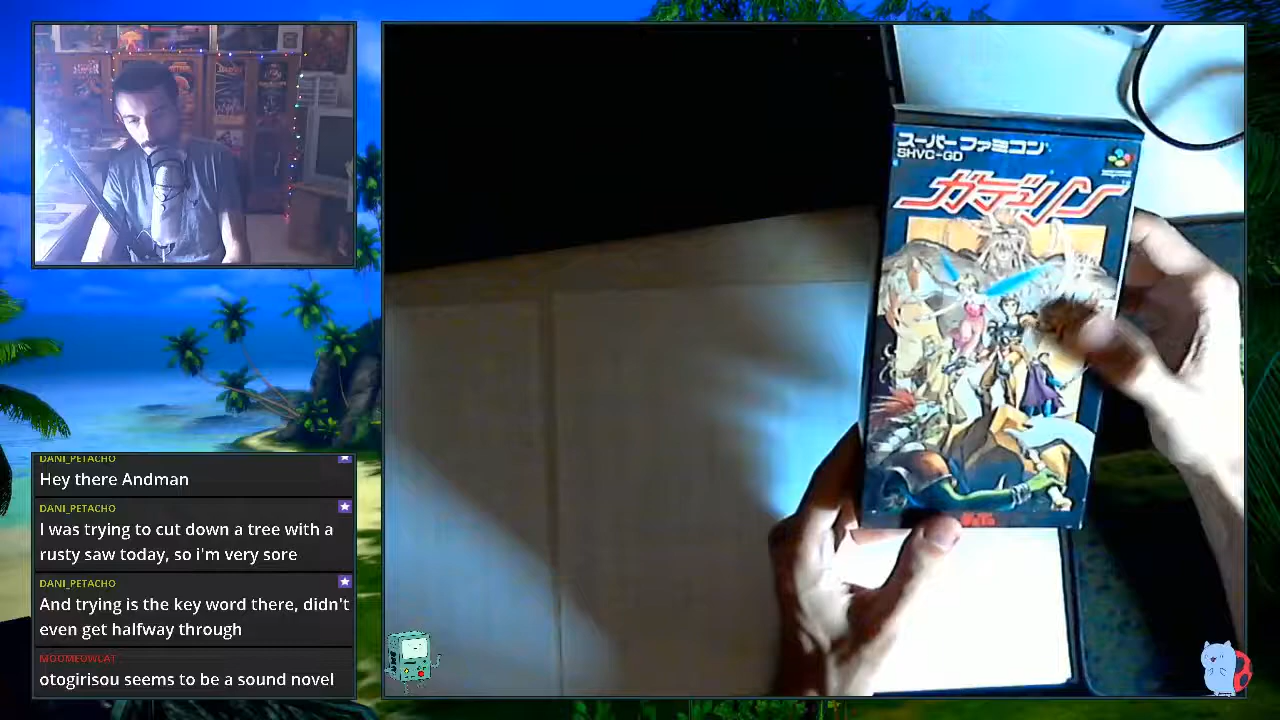 DANI_PETACHO
Hey there Andman
DANI_PETACHO
I was trying to cut down a tree with a
rusty saw today, so i'm very sore
DANI_PETACHO
And trying is the key word there, didn't
even get halfway through
MOOMEOWCAT
otogirisou seems to be a sound novel
スーパーファミコン
SHVC-GD
ガデュリン